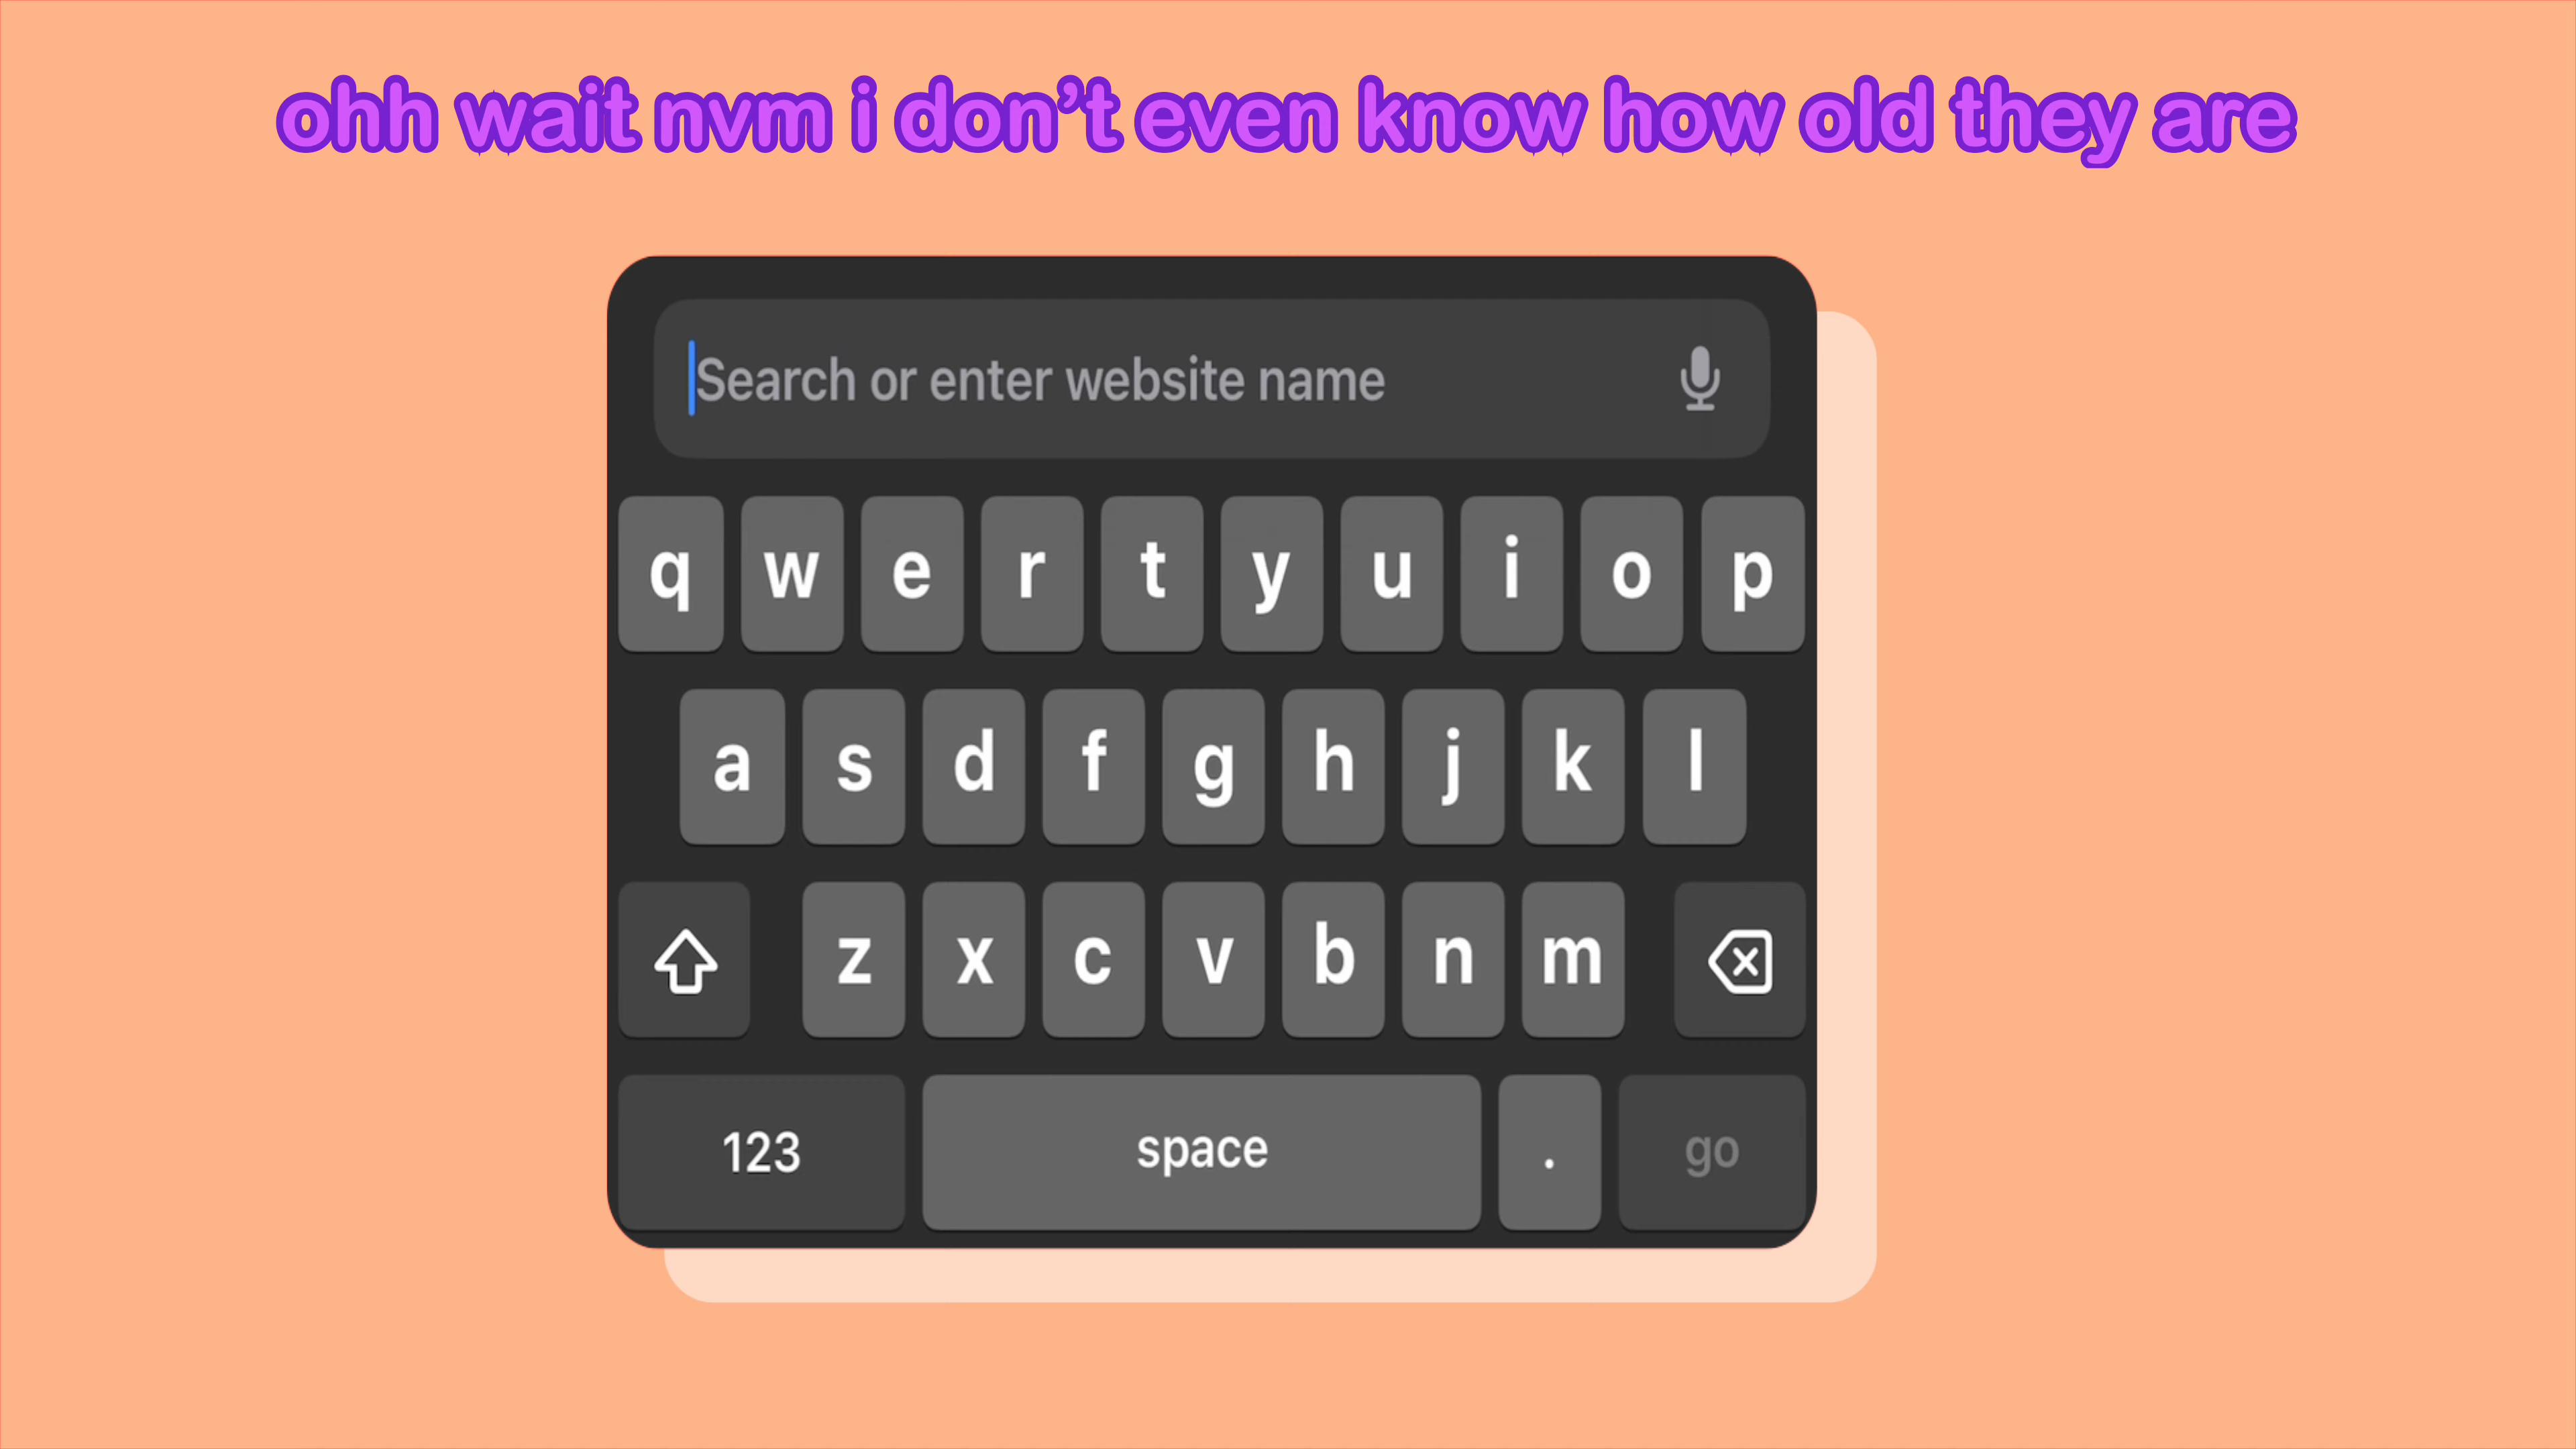 ohh wait nvm i don't even know how old they are
Search or enter website name
q w e r t y u i o p
a s d f g h j k l
z x c v b n m
123 space . go